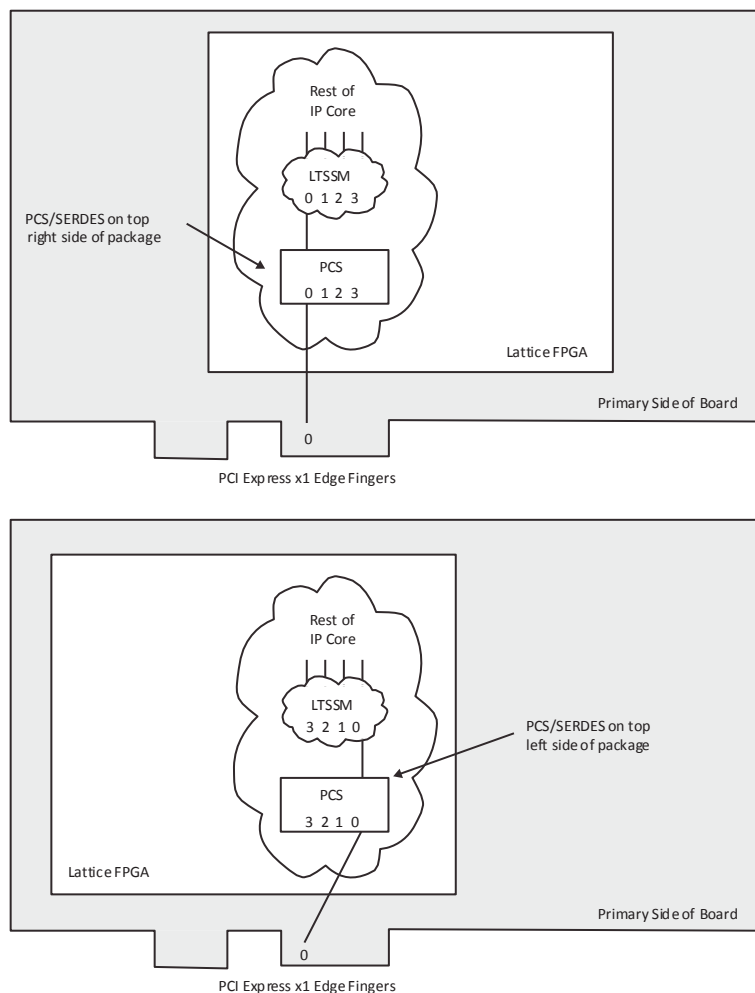 Rest of
IP Core
LTSSM
0 1 2 3
PCS/SERDES on top
right side of package
PCS
0 1 2 3
Lattice FPGA
Primary Side of Board
0
PCI Express x1 Edge Fingers
Rest of
IP Core
LTSSM
3 2 1 0
PCS/SERDES on top
left side of package
PCS
3 2 1 0
Lattice FPGA
Primary Side of Board
0
PCI Express x1 Edge Fingers